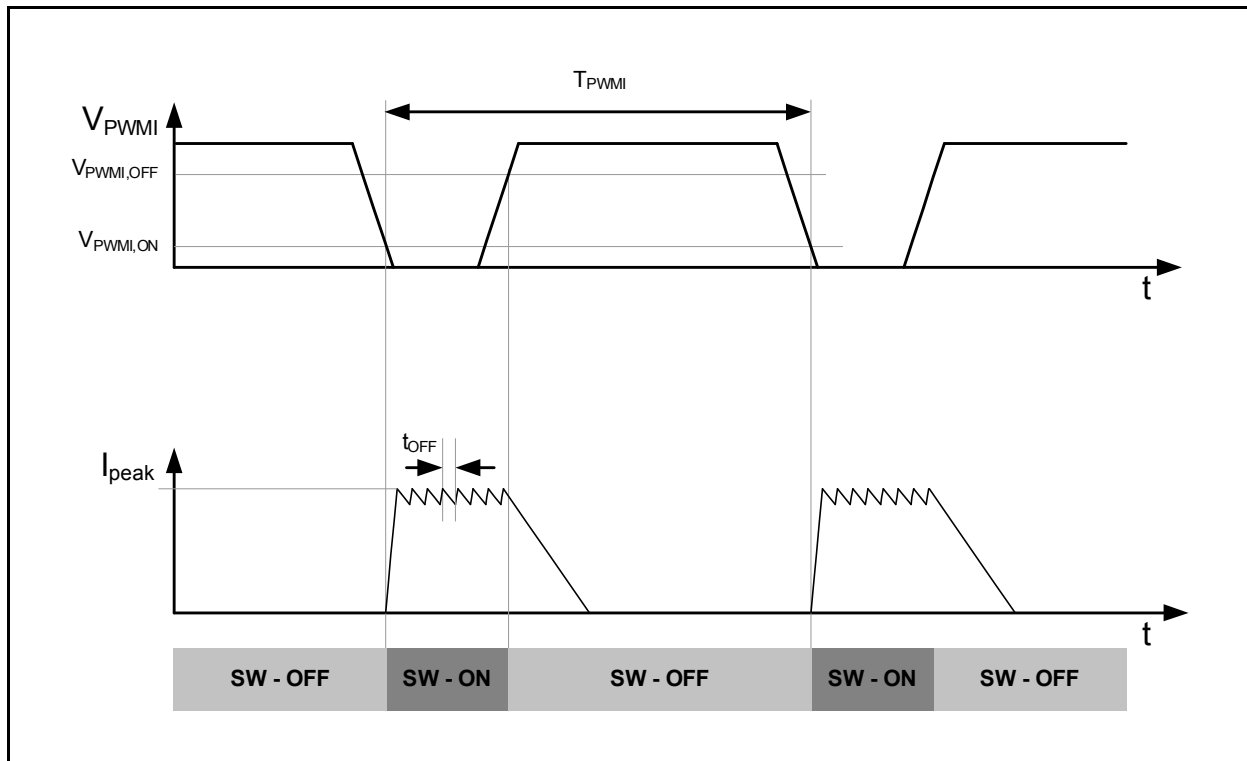 TPWMI
VPWMI
VPWMI,OFF
VPWMI,ON
t
tOFF
Ipeak
t
SW - OFF SW - ON SW - OFF SW - ON SW - OFF